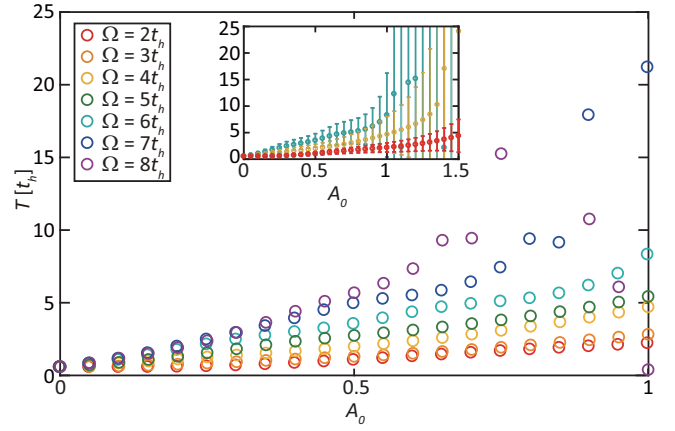 25
20
15
10
5
0
T [t_h]
Ω = 2t_h
Ω = 3t_h
Ω = 4t_h
Ω = 5t_h
Ω = 6t_h
Ω = 7t_h
Ω = 8t_h
25
20
15
10
5
0
0 0.5 1 1.5
A_0
0 0.5 1
A_0